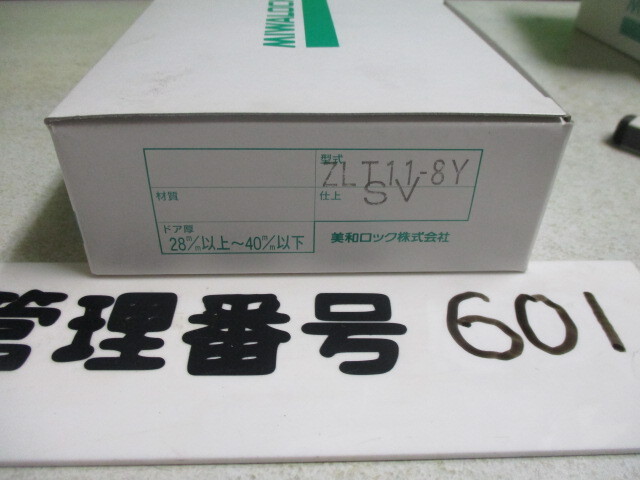 MIWALOCK
型式
ZLT11-8Y
材質
仕上
SV
ドア厚
28m/m以上~40m/m以下
美和ロック株式会社
管理番号 601